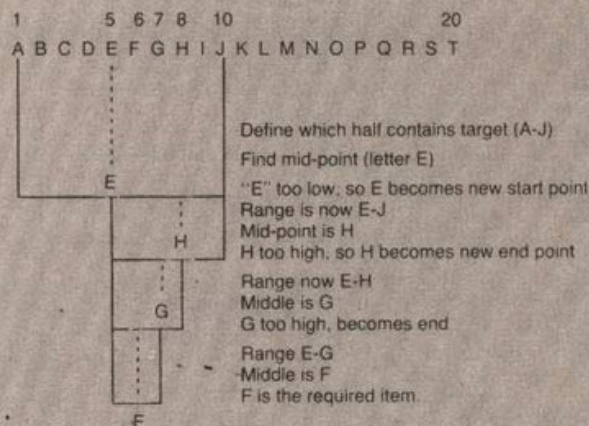 1 5 6 7 8 10 20
A B C D E F G H I J K L M N O P Q R S T
Define which half contains target (A-J)
Find mid-point (letter E)
E
"E" too low, so E becomes new start point
Range is now E-J
Mid-point is H
H
H too high, so H becomes new end point
Range now E-H
Middle is G
G
G too high, becomes end
Range E-G
Middle is F
F is the required item.
F